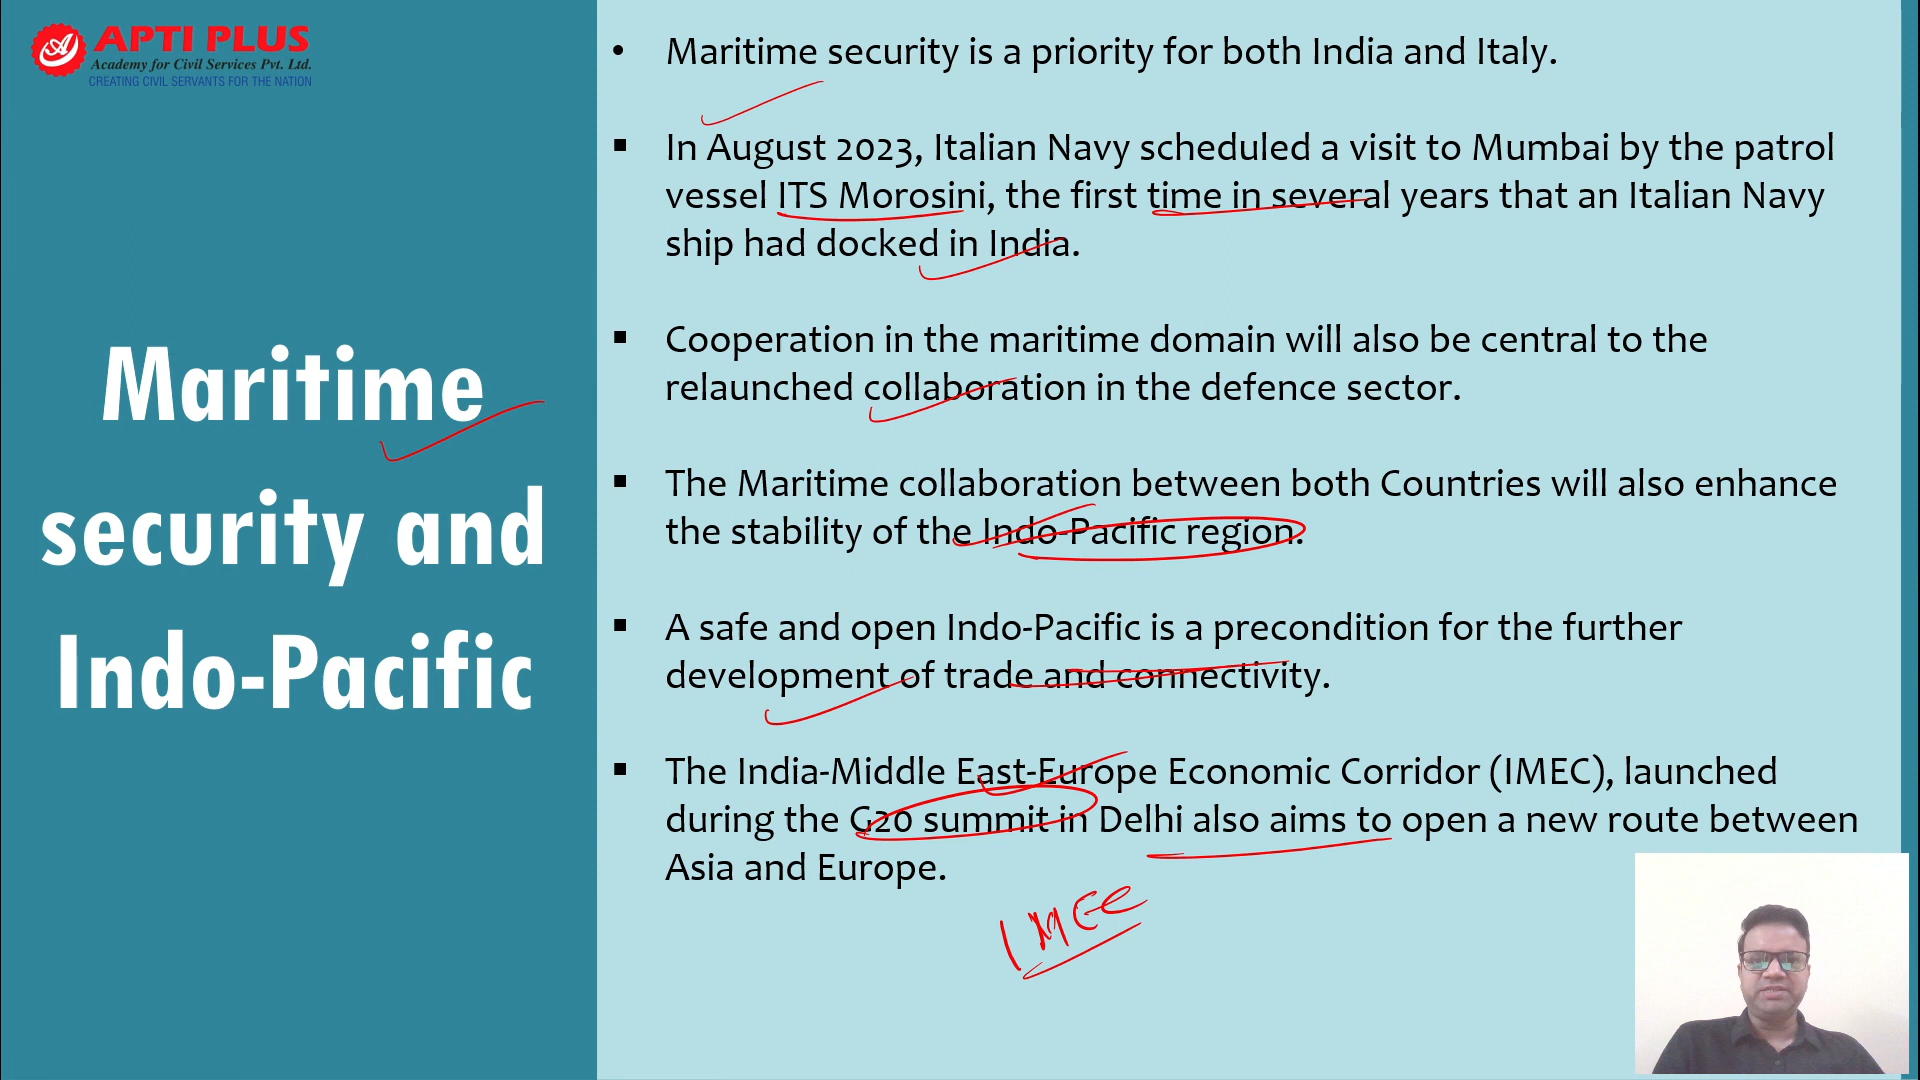 APTI PLUS
Academy for Civil Services Pvt. Ltd.
CREATING CIVIL SERVANTS FOR THE NATION
Maritime
security and
Indo-Pacific
• Maritime security is a priority for both India and Italy.
▪ In August 2023, Italian Navy scheduled a visit to Mumbai by the patrol
vessel ITS Morosini, the first time in several years that an Italian Navy
ship had docked in India.
▪ Cooperation in the maritime domain will also be central to the
relaunched collaboration in the defence sector.
▪ The Maritime collaboration between both Countries will also enhance
the stability of the Indo-Pacific region.
▪ A safe and open Indo-Pacific is a precondition for the further
development of trade and connectivity.
▪ The India-Middle East-Europe Economic Corridor (IMEC), launched
during the G20 summit in Delhi also aims to open a new route between
Asia and Europe.
IMEC